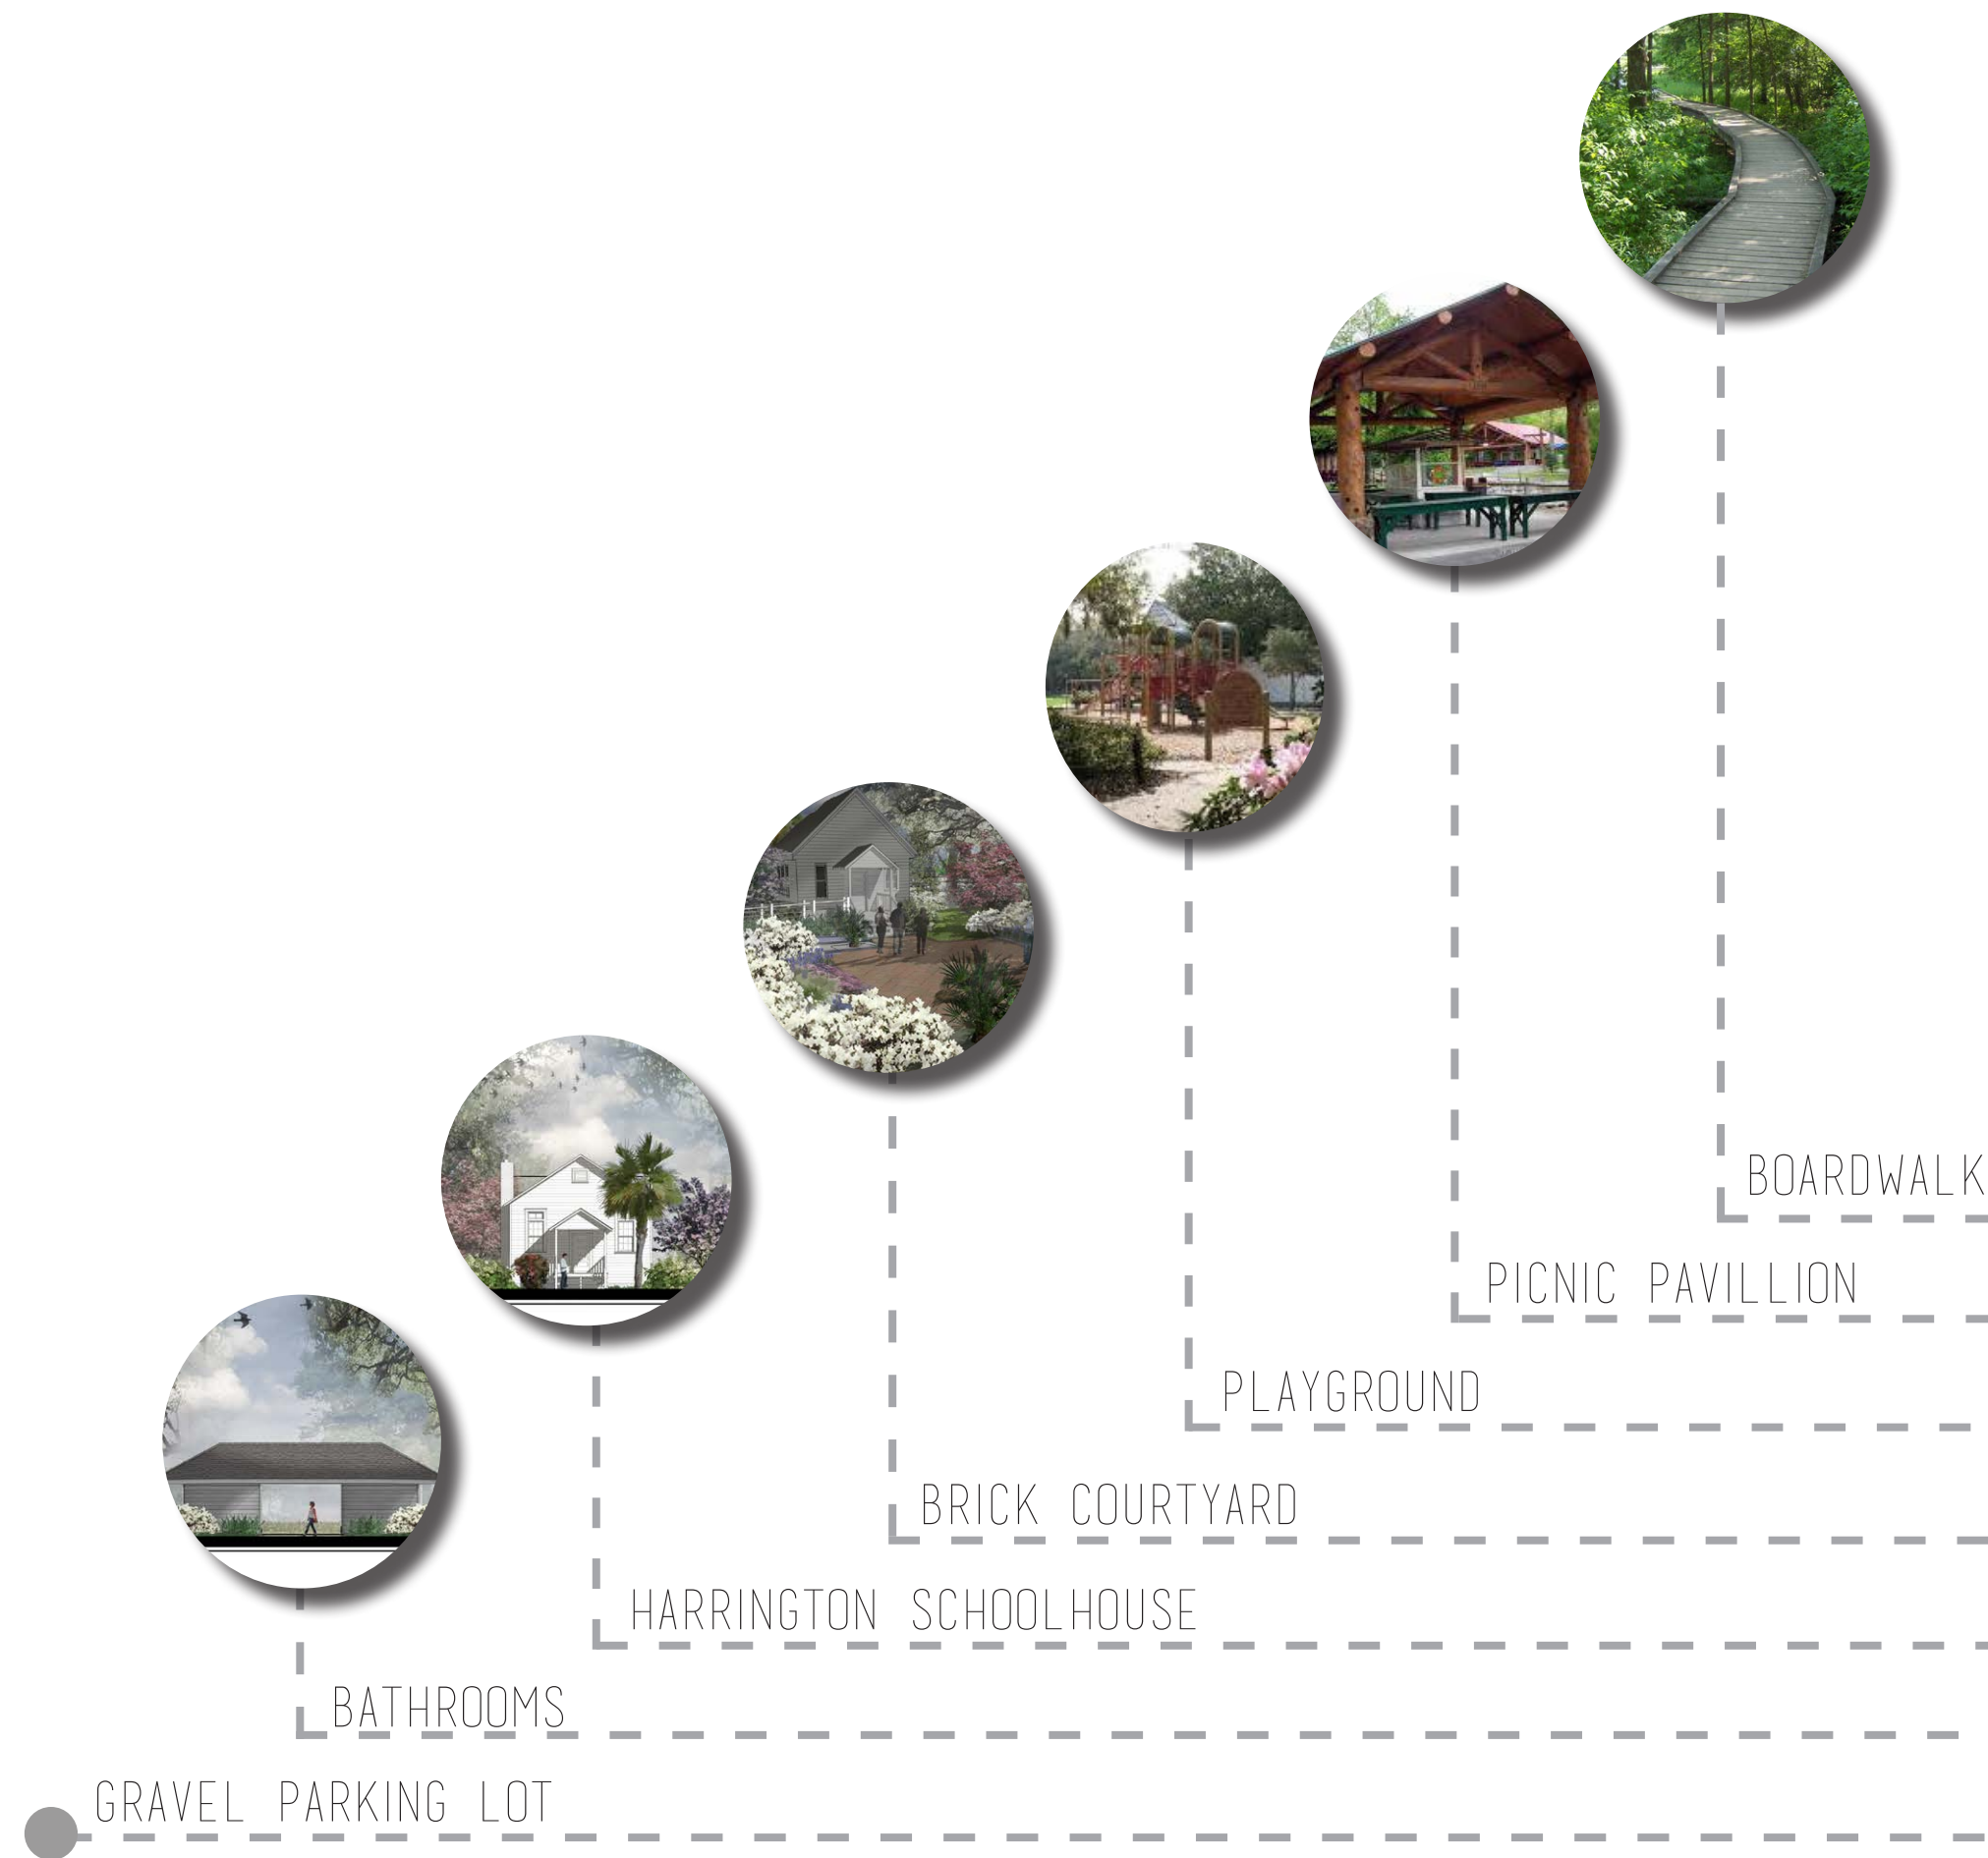 BOARDWALK
PICNIC PAVILLION
PLAYGROUND
BRICK COURTYARD
HARRINGTON SCHOOLHOUSE
BATHROOMS
GRAVEL PARKING LOT